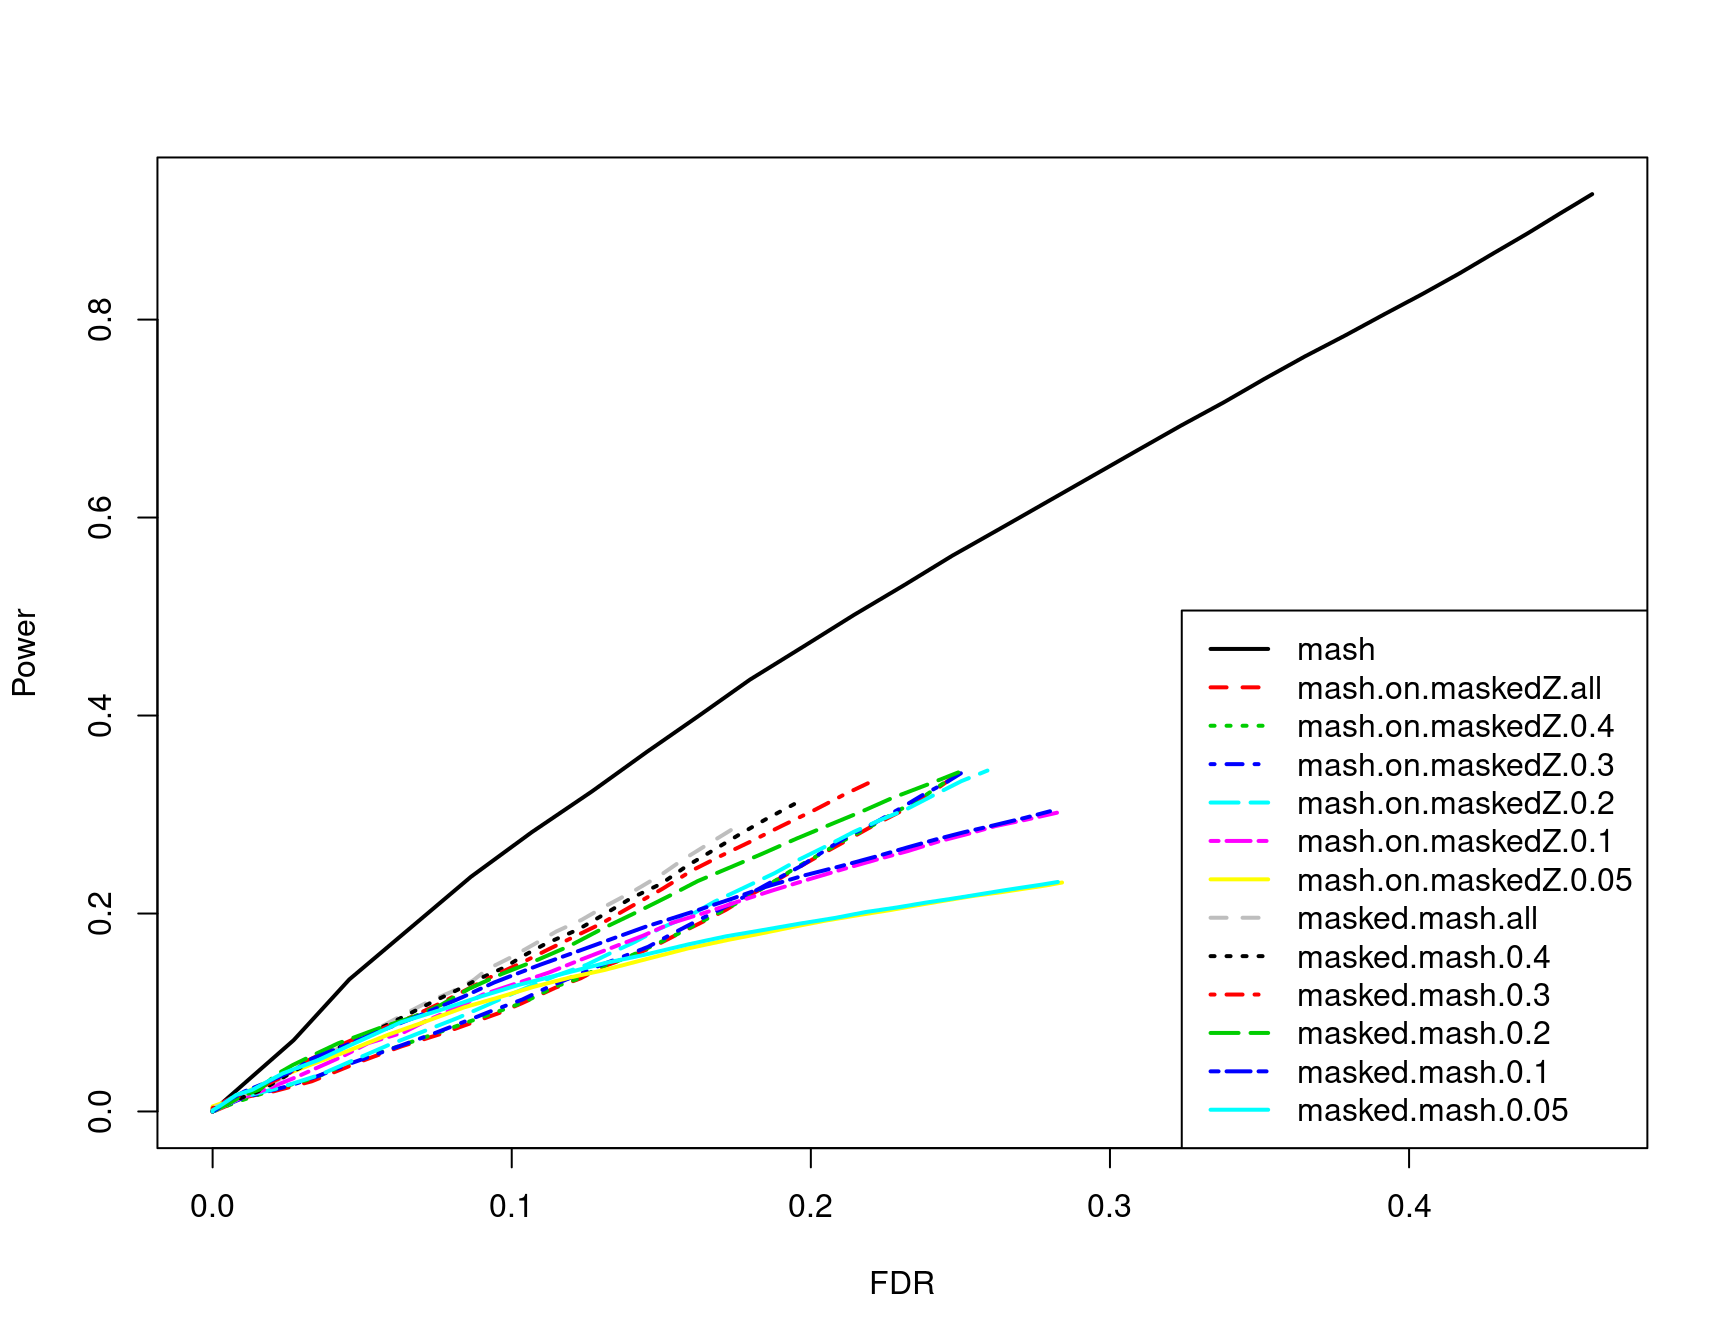 0.8
0.6
0.4
0.2
0.0
Power
mash
mash.on.maskedZ.all
mash.on.maskedZ.0.4
mash.on.maskedZ.0.3
mash.on.maskedZ.0.2
mash.on.maskedZ.0.1
mash.on.maskedZ.0.05
masked.mash.all
masked.mash.0.4
masked.mash.0.3
masked.mash.0.2
masked.mash.0.1
masked.mash.0.05
0.0 0.1 0.2 0.3 0.4
FDR